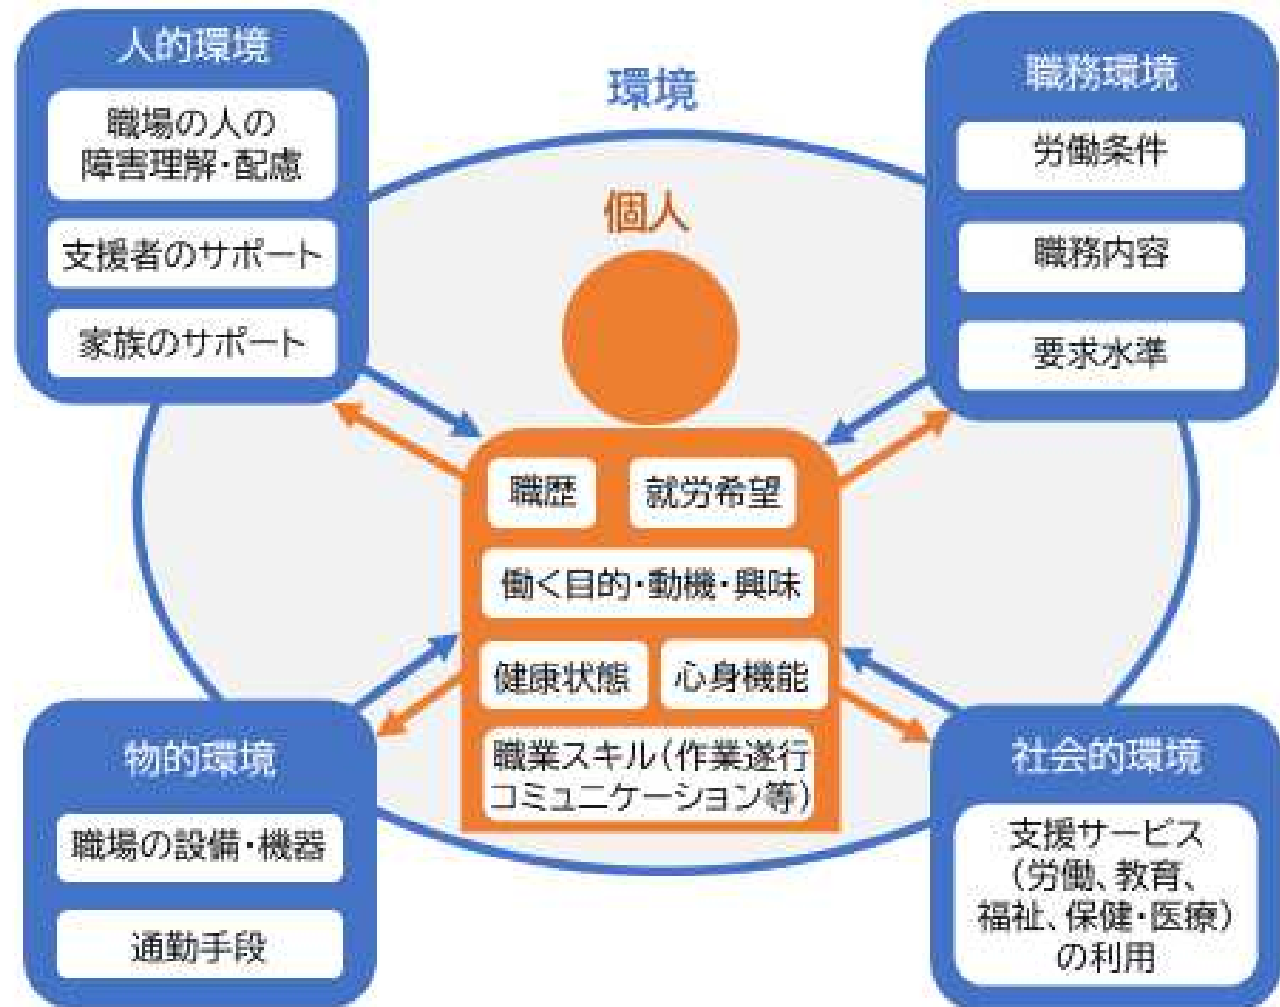 人的環境
職場の人の
障害理解・配慮
支援者のサポート
家族のサポート
環境
職務環境
労働条件
職務内容
要求水準
個人
職歴
就労希望
働く目的・動機・興味
健康状態
心身機能
職業スキル（作業遂行
コミュニケーション等）
物的環境
職場の設備・機器
通勤手段
社会的環境
支援サービス
（労働、教育、
福祉、保健・医療）
の利用